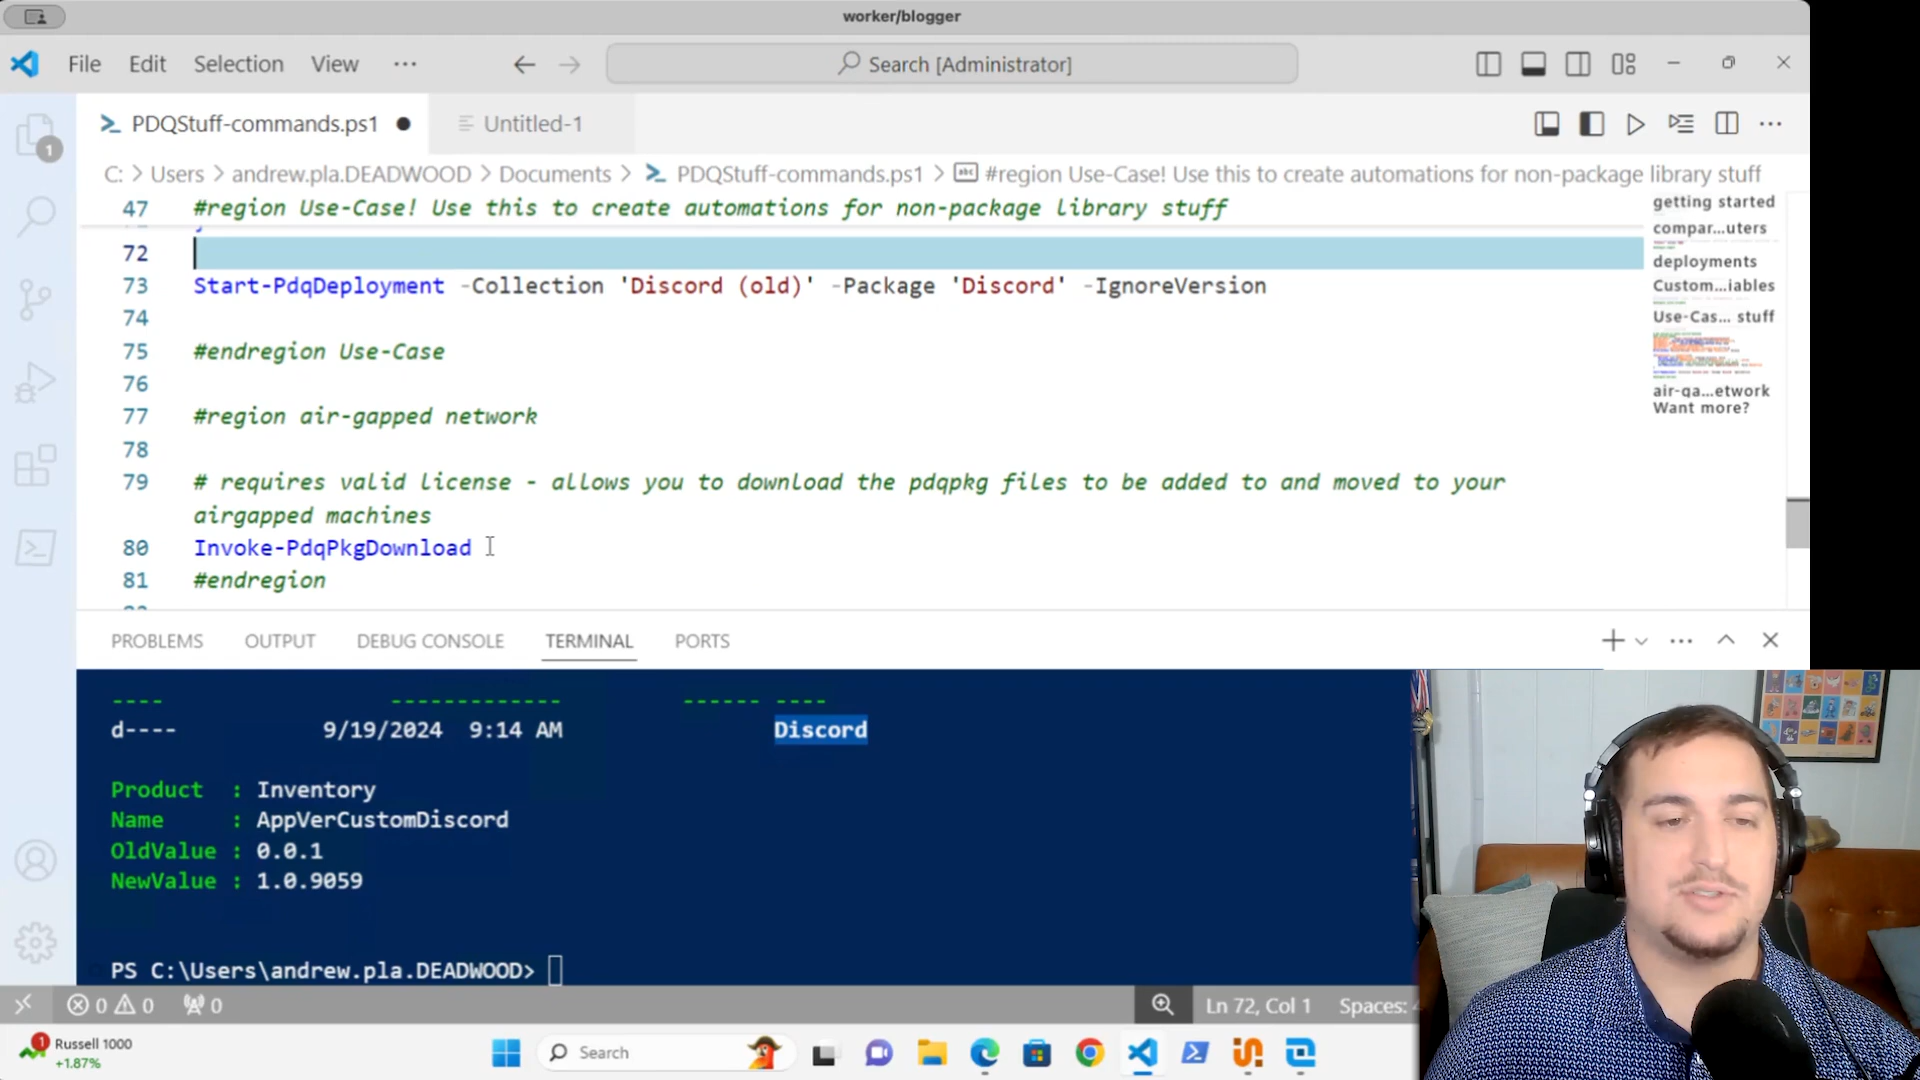 worker/blogger
File Edit Selection View ··· Search [Administrator]
PDQStuff-commands.ps1 Untitled-1
C: > Users > andrew.pla.DEADWOOD > Documents > PDQStuff-commands.ps1 > #region Use-Case! Use this to create automations for non-package library stuff
47 #region Use-Case! Use this to create automations for non-package library stuff
72
73 Start-PdqDeployment -Collection 'Discord (old)' -Package 'Discord' -IgnoreVersion
74
75 #endregion Use-Case
76
77 #region air-gapped network
78
79 # requires valid license - allows you to download the pdqpkg files to be added to and moved to your
airgapped machines
80 Invoke-PdqPkgDownload
81 #endregion
getting started
compar...uters
deployments
Custom...iables
Use-Cas... stuff
air-ga...etwork
Want more?
1
PROBLEMS OUTPUT DEBUG CONSOLE TERMINAL PORTS
---- ------------- ------ ----
d---- 9/19/2024 9:14 AM Discord
Product : Inventory
Name : AppVerCustomDiscord
OldValue : 0.0.1
NewValue : 1.0.9059
PS C:\Users\andrew.pla.DEADWOOD>
0 0 0 Ln 72, Col 1 Spaces:
1 Russell 1000
+1.87%
Search